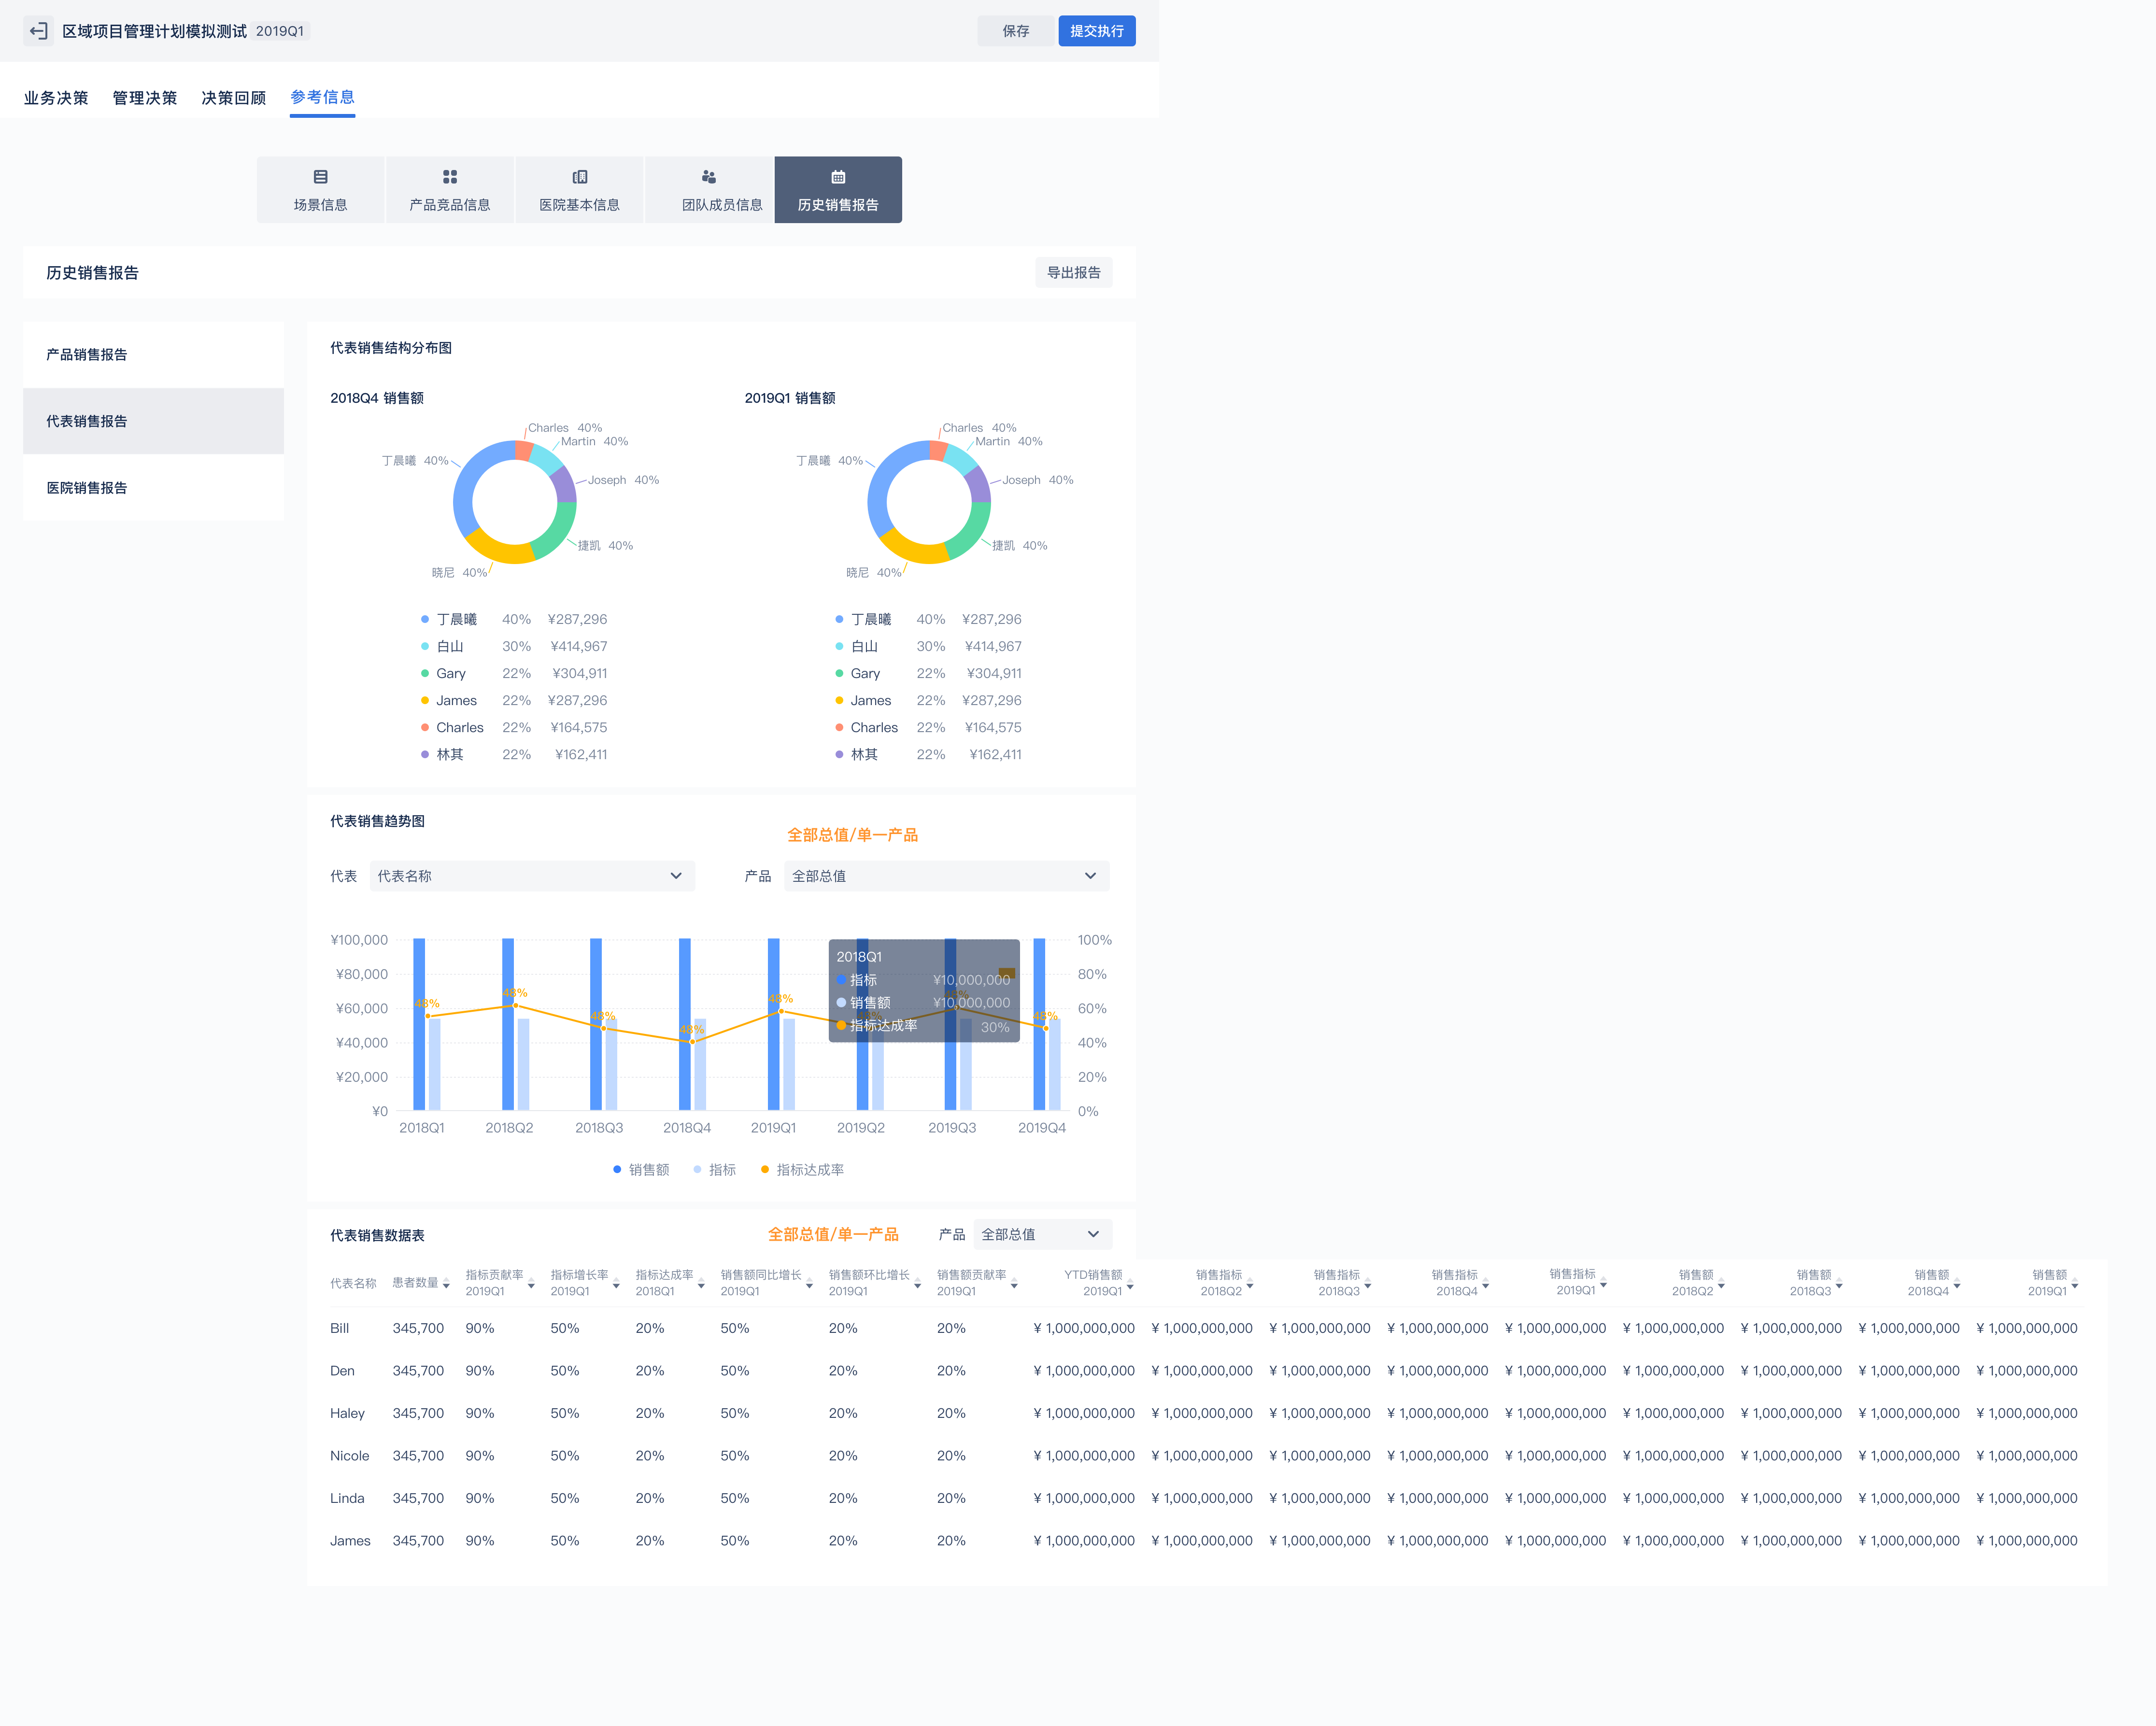 区域项目管理计划模拟测试 2019Q1 保存 提交执行
业务决策 管理决策 决策回顾 参考信息
场景信息 产品竞品信息 医院基本信息 团队成员信息 历史销售报告
历史销售报告 导出报告
产品销售报告
代表销售报告
医院销售报告
代表销售结构分布图
2018Q4 销售额
Charles 40%
Martin 40%
丁晨曦 40%
Joseph 40%
捷凯 40%
晓尼 40%
丁晨曦 40% ¥287,296
白山 30% ¥414,967
Gary 22% ¥304,911
James 22% ¥287,296
Charles 22% ¥164,575
林其 22% ¥162,411
2019Q1 销售额
Charles 40%
Martin 40%
丁晨曦 40%
Joseph 40%
捷凯 40%
晓尼 40%
丁晨曦 40% ¥287,296
白山 30% ¥414,967
Gary 22% ¥304,911
James 22% ¥287,296
Charles 22% ¥164,575
林其 22% ¥162,411
代表销售趋势图
全部总值/单一产品
代表 代表名称 产品 全部总值
¥100,000 100%
¥80,000 80%
¥60,000 60%
¥40,000 40%
¥20,000 20%
¥0 0%
48% 48% 48% 48% 48% 48%
2018Q1
指标 ¥10,000,000
销售额 ¥10,000,000
指标达成率 30%
2018Q1 2018Q2 2018Q3 2018Q4 2019Q1 2019Q2 2019Q3 2019Q4
销售额 指标 指标达成率
代表销售数据表 全部总值/单一产品 产品 全部总值
代表名称 患者数量 指标贡献率 指标增长率 指标达成率 销售额同比增长 销售额环比增长 销售额贡献率 YTD销售额 销售指标 销售指标 销售指标 销售指标 销售额 销售额 销售额 销售额
2019Q1 2019Q1 2018Q1 2019Q1 2019Q1 2019Q1 2019Q1 2018Q2 2018Q3 2018Q4 2019Q1 2018Q2 2018Q3 2018Q4 2019Q1
Bill 345,700 90% 50% 20% 50% 20% 20% ¥ 1,000,000,000 ¥ 1,000,000,000 ¥ 1,000,000,000 ¥ 1,000,000,000 ¥ 1,000,000,000 ¥ 1,000,000,000 ¥ 1,000,000,000 ¥ 1,000,000,000 ¥ 1,000,000,000
Den 345,700 90% 50% 20% 50% 20% 20% ¥ 1,000,000,000 ¥ 1,000,000,000 ¥ 1,000,000,000 ¥ 1,000,000,000 ¥ 1,000,000,000 ¥ 1,000,000,000 ¥ 1,000,000,000 ¥ 1,000,000,000 ¥ 1,000,000,000
Haley 345,700 90% 50% 20% 50% 20% 20% ¥ 1,000,000,000 ¥ 1,000,000,000 ¥ 1,000,000,000 ¥ 1,000,000,000 ¥ 1,000,000,000 ¥ 1,000,000,000 ¥ 1,000,000,000 ¥ 1,000,000,000 ¥ 1,000,000,000
Nicole 345,700 90% 50% 20% 50% 20% 20% ¥ 1,000,000,000 ¥ 1,000,000,000 ¥ 1,000,000,000 ¥ 1,000,000,000 ¥ 1,000,000,000 ¥ 1,000,000,000 ¥ 1,000,000,000 ¥ 1,000,000,000 ¥ 1,000,000,000
Linda 345,700 90% 50% 20% 50% 20% 20% ¥ 1,000,000,000 ¥ 1,000,000,000 ¥ 1,000,000,000 ¥ 1,000,000,000 ¥ 1,000,000,000 ¥ 1,000,000,000 ¥ 1,000,000,000 ¥ 1,000,000,000 ¥ 1,000,000,000
James 345,700 90% 50% 20% 50% 20% 20% ¥ 1,000,000,000 ¥ 1,000,000,000 ¥ 1,000,000,000 ¥ 1,000,000,000 ¥ 1,000,000,000 ¥ 1,000,000,000 ¥ 1,000,000,000 ¥ 1,000,000,000 ¥ 1,000,000,000